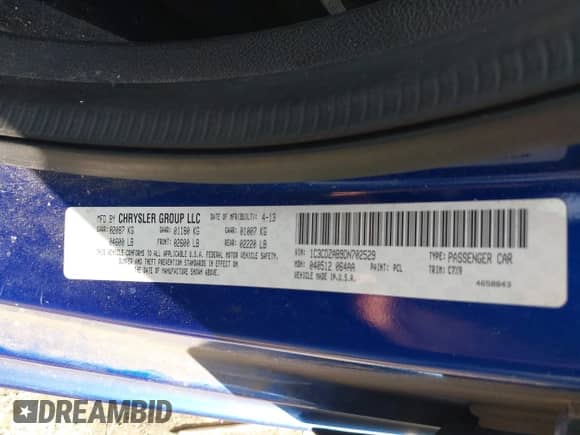 MFD BY CHRYSLER GROUP LLC DATE OF MFR(BUILT): 4-13
GVWR: 02087 KG GAWR: 01180 KG GAWR: 01007 KG
04600 LB FRONT: 02600 LB REAR: 02220 LB
THIS VEHICLE CONFORMS TO ALL APPLICABLE U.S.A. FEDERAL MOTOR VEHICLE SAFETY,
BUMPER AND THEFT PREVENTION STANDARDS IN EFFECT ON
THE DATE OF MANUFACTURE SHOWN ABOVE.
VIN: 1C3CDZAB9DN702529 TYPE: PASSENGER CAR
MDH: 040512 064AA PAINT: PCL TRIM: C7X9
VEHICLE MADE IN U.S.A. 4658843
DREAMBID